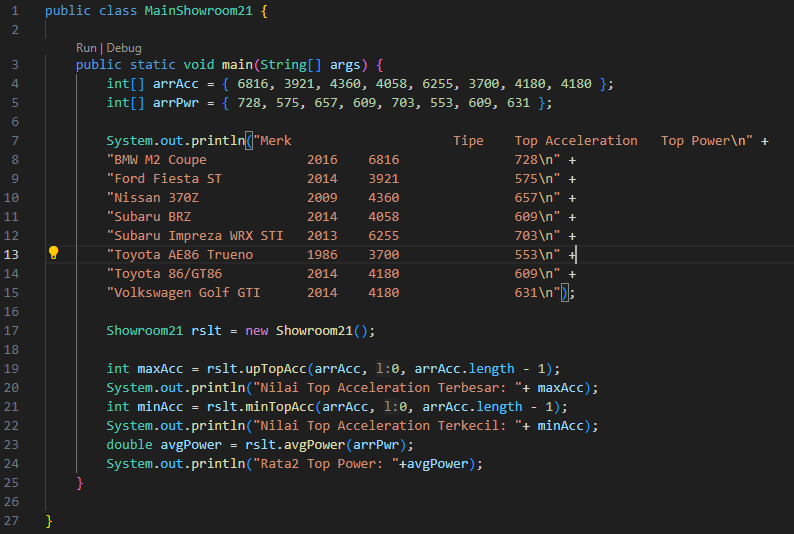 1 public class MainShowroom21 {
2
Run | Debug
3     public static void main(String[] args) {
4         int[] arrAcc = { 6816, 3921, 4360, 4058, 6255, 3700, 4180, 4180 };
5         int[] arrPwr = { 728, 575, 657, 609, 703, 553, 609, 631 };
6
7         System.out.println("Merk                     Tipe    Top Acceleration   Top Power\n" +
8         "BMW M2 Coupe             2016    6816               728\n" +
9         "Ford Fiesta ST           2014    3921               575\n" +
10         "Nissan 370Z              2009    4360               657\n" +
11         "Subaru BRZ               2014    4058               609\n" +
12         "Subaru Impreza WRX STI   2013    6255               703\n" +
13         "Toyota AE86 Trueno       1986    3700               553\n" +
14         "Toyota 86/GT86           2014    4180               609\n" +
15         "Volkswagen Golf GTI      2014    4180               631\n");
16
17         Showroom21 rslt = new Showroom21();
18
19         int maxAcc = rslt.upTopAcc(arrAcc, l:0, arrAcc.length - 1);
20         System.out.println("Nilai Top Acceleration Terbesar: "+ maxAcc);
21         int minAcc = rslt.minTopAcc(arrAcc, l:0, arrAcc.length - 1);
22         System.out.println("Nilai Top Acceleration Terkecil: "+ minAcc);
23         double avgPower = rslt.avgPower(arrPwr);
24         System.out.println("Rata2 Top Power: "+avgPower);
25     }
26
27 }